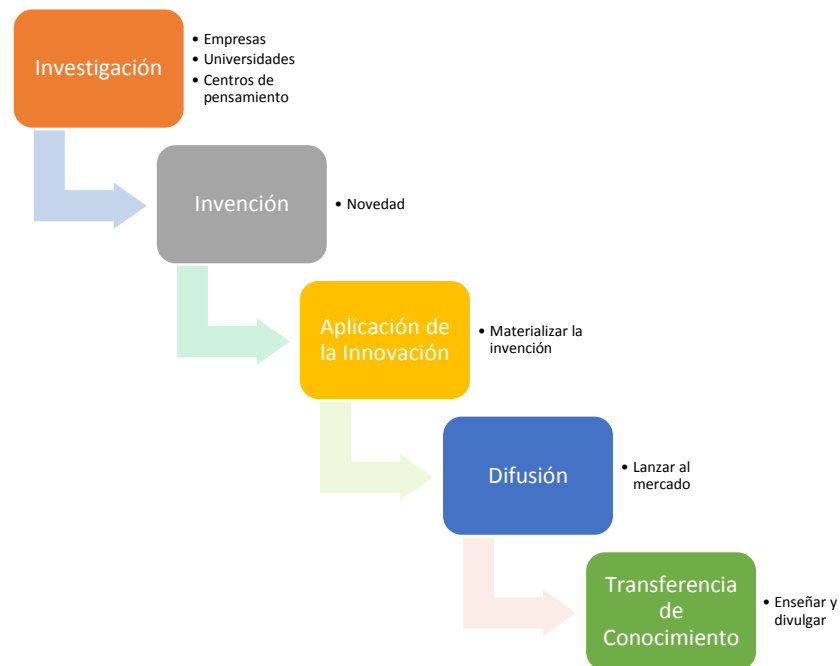 Investigación
• Empresas
• Universidades
• Centros de
pensamiento
Invención
• Novedad
Aplicación de
la Innovación
• Materializar la
invención
Difusión
• Lanzar al
mercado
Transferencia
de
Conocimiento
• Enseñar y
divulgar